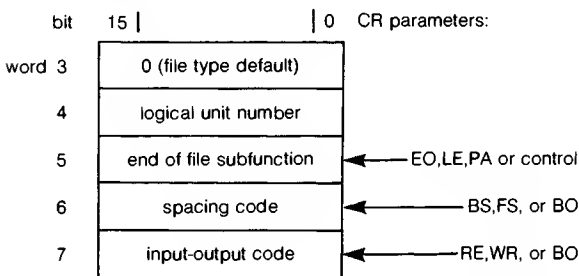 bit 15 0 CR parameters:
word 3 0 (file type default)
4 logical unit number
5 end of file subfunction EO,LE,PA or control
6 spacing code BS,FS, or BO
7 input-output code RE,WR, or BO